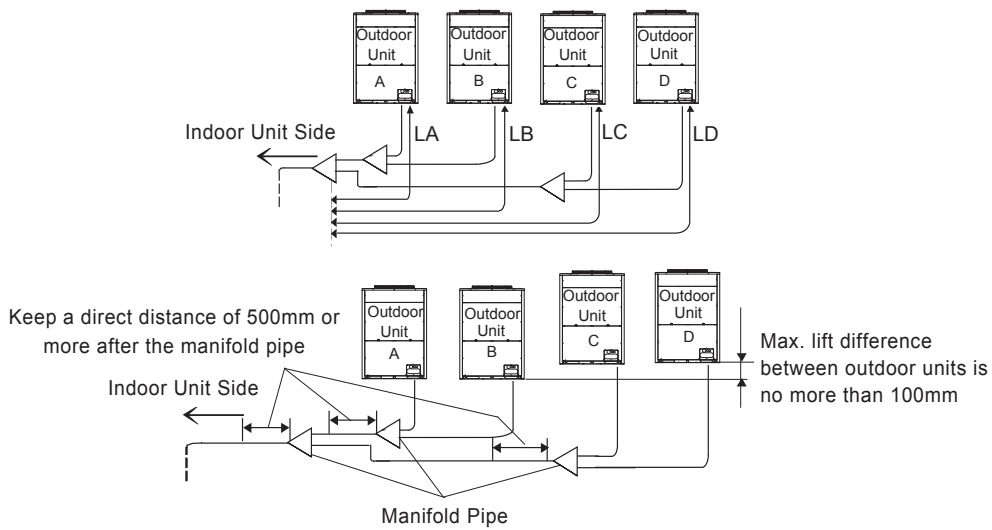 Outdoor
Unit
A
Outdoor
Unit
B
Outdoor
Unit
C
Outdoor
Unit
D
Indoor Unit Side
LA
LB
LC
LD
Keep a direct distance of 500mm or
more after the manifold pipe
Indoor Unit Side
Outdoor
Unit
A
Outdoor
Unit
B
Outdoor
Unit
C
Outdoor
Unit
D
Max. lift difference
between outdoor units is
no more than 100mm
Manifold Pipe